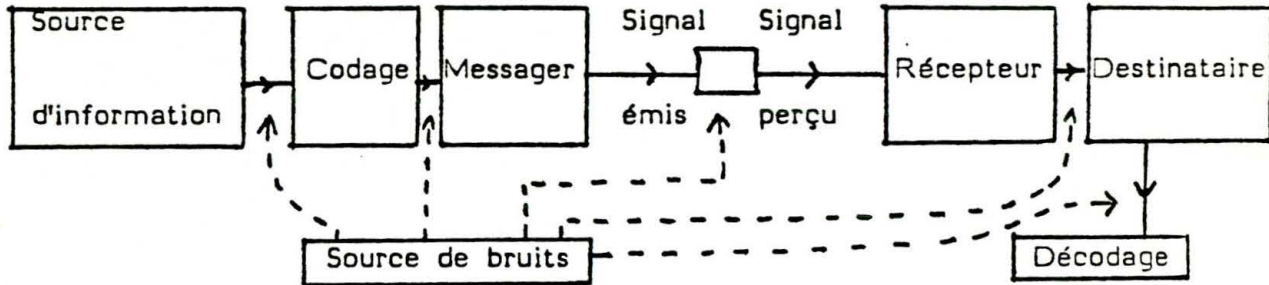 Source
d'information
Codage
Messager
Signal
émis
Signal
perçu
Récepteur
Destinataire
Source de bruits
Décodage